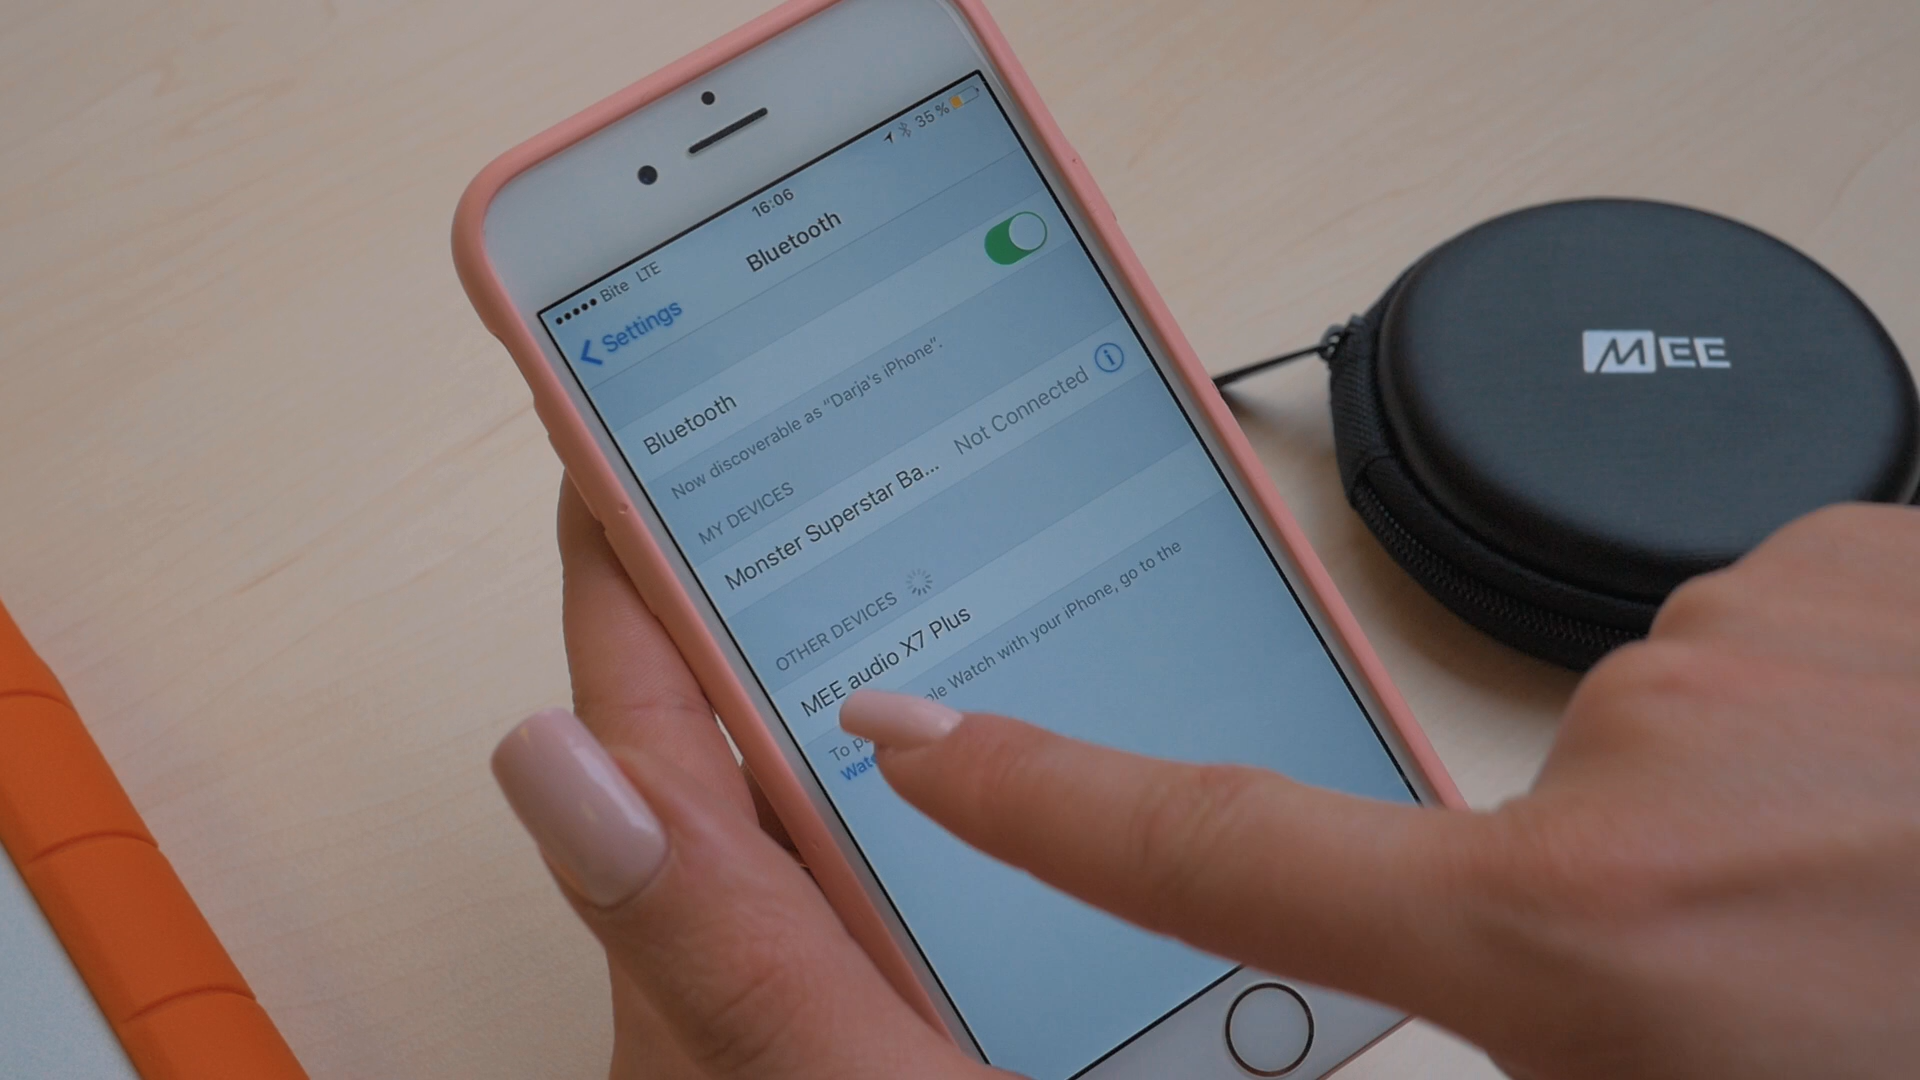 Bite LTE 16:06 35 %
Settings Bluetooth
Bluetooth
Now discoverable as “Darja's iPhone”.
MY DEVICES
Monster Superstar Ba... Not Connected
OTHER DEVICES
MEE audio X7 Plus
To Watch with your iPhone, go to the
MEE